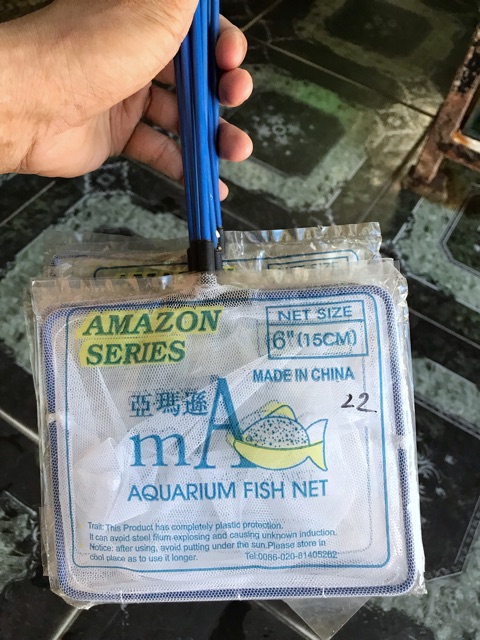 AMAZON
SERIES
NET SIZE
6"(15CM)
MADE IN CHINA
22
亞瑪遜
mA
AQUARIUM FISH NET
Trait: This Product has completely plastic protection.
It can avoid steel filum exploding and causing unknown induction.
Notice: after using, avoid putting under the sun.Please store in
cool place as to use it longer.
Tel:0086-020-81405262